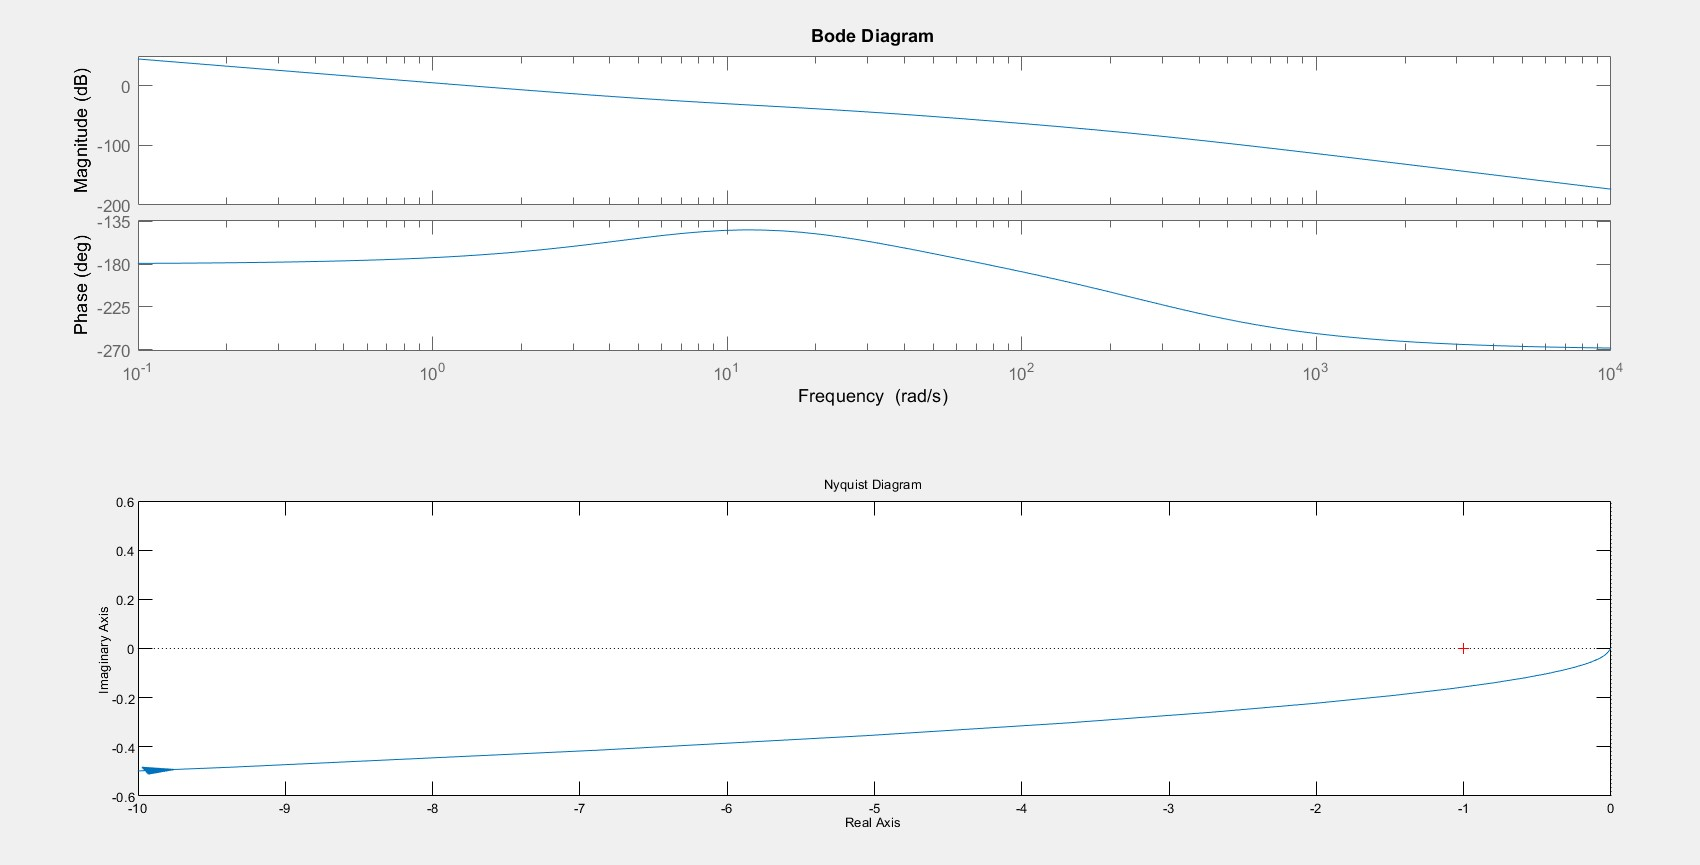 Bode Diagram
Magnitude (dB)
0
-100
-200
Phase (deg)
-135
-180
-225
-270
10^-1 10^0 10^1 10^2 10^3 10^4
Frequency (rad/s)
Nyquist Diagram
Imaginary Axis
0.6
0.4
0.2
0
-0.2
-0.4
-0.6
-10 -9 -8 -7 -6 -5 -4 -3 -2 -1 0
Real Axis